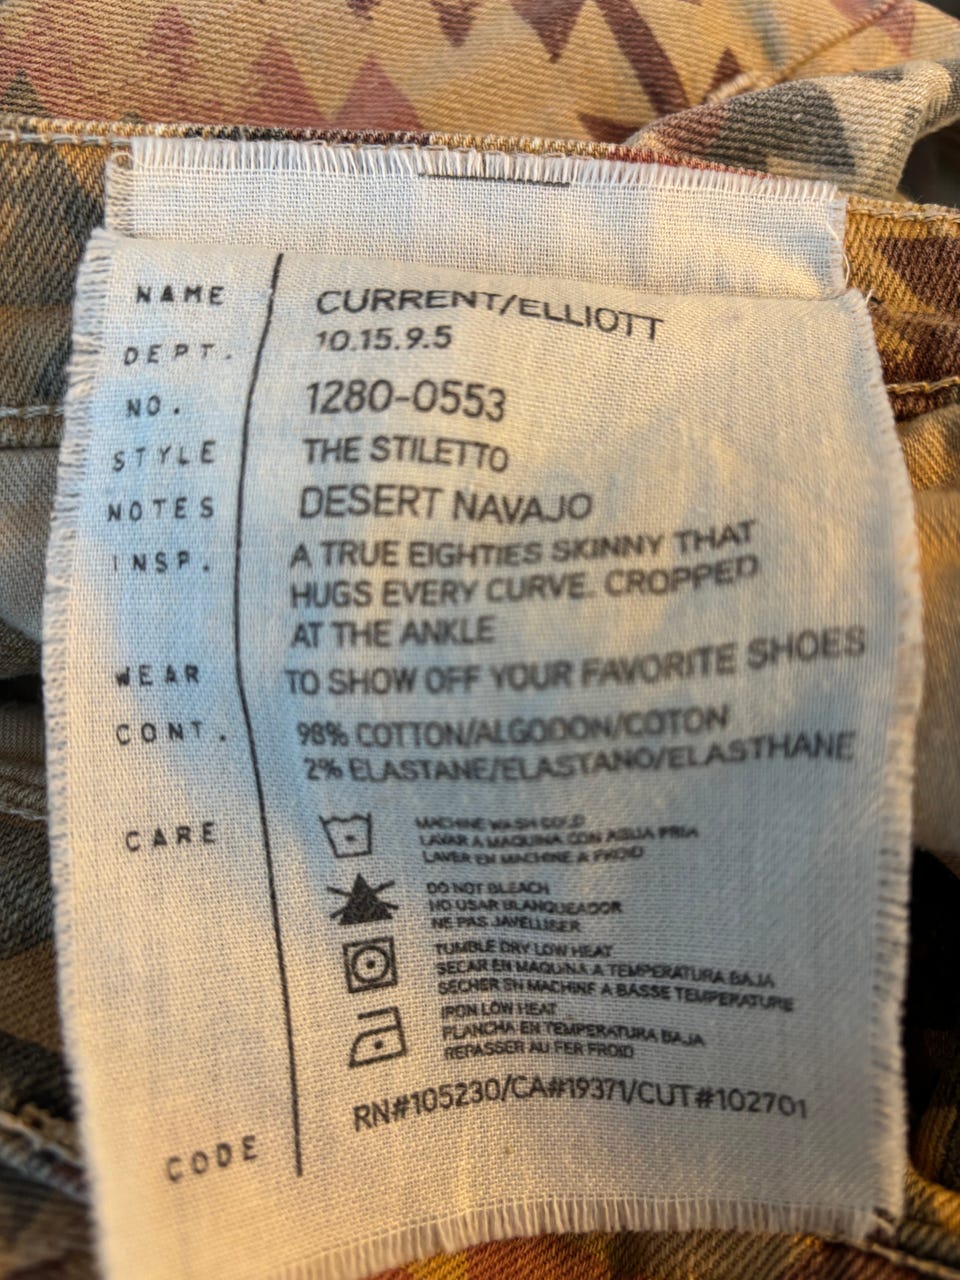 NAME CURRENT/ELLIOTT
DEPT. 10.15.9.5
NO. 1280-0553
STYLE THE STILETTO
NOTES DESERT NAVAJO
INSP. A TRUE EIGHTIES SKINNY THAT
HUGS EVERY CURVE. CROPPED
AT THE ANKLE
WEAR TO SHOW OFF YOUR FAVORITE SHOES
CONT. 98% COTTON/ALGODON/COTON
2% ELASTANE/ELASTANO/ELASTHANE
CARE MACHINE WASH COLD
LAVAR A MAQUINA CON AGUA FRIA
LAVER EN MACHINE A FROID
DO NOT BLEACH
NO USAR BLANQUEADOR
NE PAS JAVELLISER
TUMBLE DRY LOW HEAT
SECAR EN MAQUINA A TEMPERATURA BAJA
SECHER EN MACHINE A BASSE TEMPERATURE
IRON LOW HEAT
PLANCHA EN TEMPERATURA BAJA
REPASSER AU FER FROID
RN#105230/CA#19371/CUT#102701
CODE